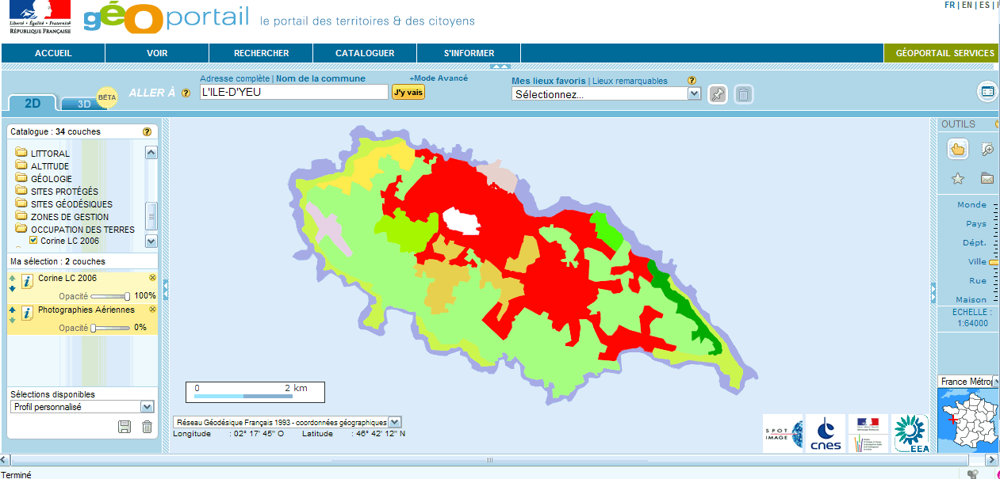 FR | EN | ES |
Liberté • Égalité • Fraternité
RÉPUBLIQUE FRANÇAISE
géoportail le portail des territoires & des citoyens
ACCUEIL VOIR RECHERCHER CATALOGUER S'INFORMER GÉOPORTAIL SERVICES
2D 3D BÉTA
ALLER À ?
Adresse complète | Nom de la commune +Mode Avancé
L'ILE-D'YEU J'y vais
Mes lieux favoris | Lieux remarquables ?
Sélectionnez...
Catalogue : 34 couches ?
LITTORAL
ALTITUDE
GÉOLOGIE
SITES PROTÉGÉS
SITES GÉODÉSIQUES
ZONES DE GESTION
OCCUPATION DES TERRES
Corine LC 2006
Ma sélection : 2 couches
i Corine LC 2006
Opacité 100%
i Photographies Aériennes
Opacité 0%
Sélections disponibles
Profil personnalisé
0 2 km
Réseau Géodésique Français 1993 - coordonnées géographiques
Longitude : 02° 17' 45" O Latitude : 46° 42' 12" N
SPOT
IMAGE
cnes
EEA
OUTILS
Monde
Pays
Dépt.
Ville
Rue
Maison
ECHELLE :
1:64000
France Métrop
Terminé